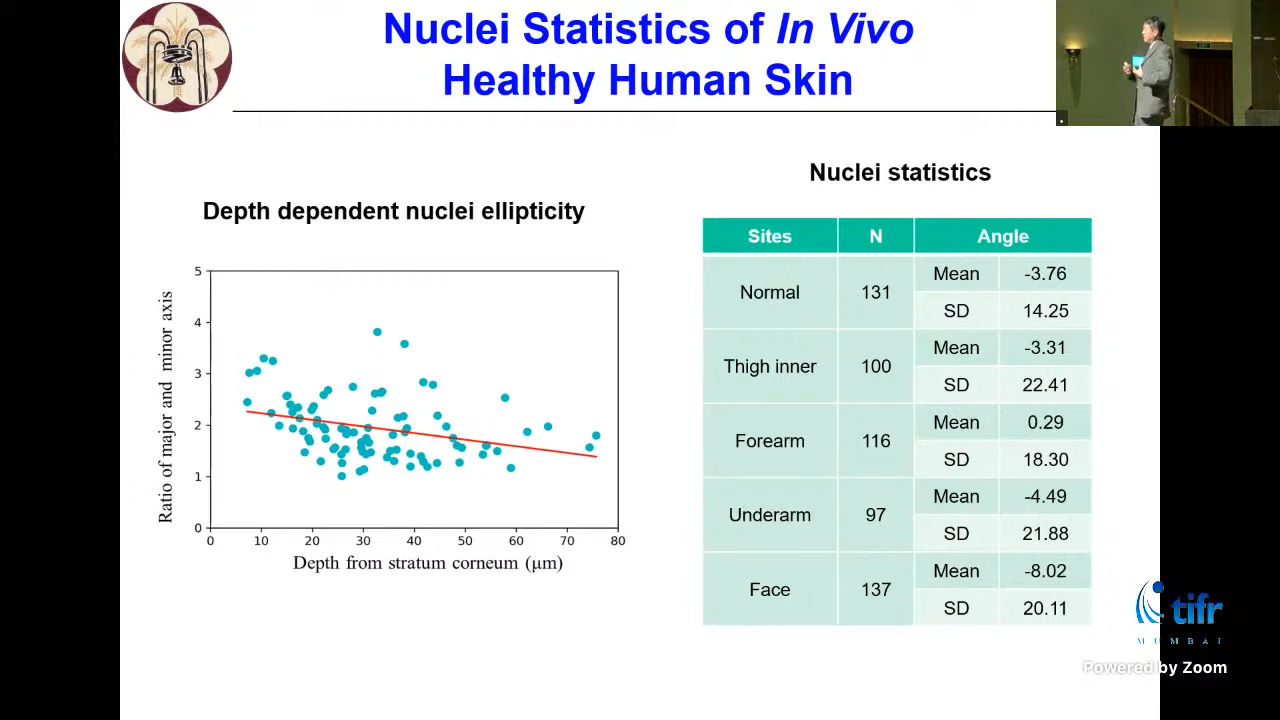 Nuclei Statistics of In Vivo
Healthy Human Skin
Depth dependent nuclei ellipticity
Ratio of major and minor axis
5
4
3
2
1
0
0 10 20 30 40 50 60 70 80
Depth from stratum corneum (μm)
Nuclei statistics
Sites N Angle
Normal 131 Mean -3.76
SD 14.25
Thigh inner 100 Mean -3.31
SD 22.41
Forearm 116 Mean 0.29
SD 18.30
Underarm 97 Mean -4.49
SD 21.88
Face 137 Mean -8.02
SD 20.11
tifr
MUMBAI
Powered by Zoom